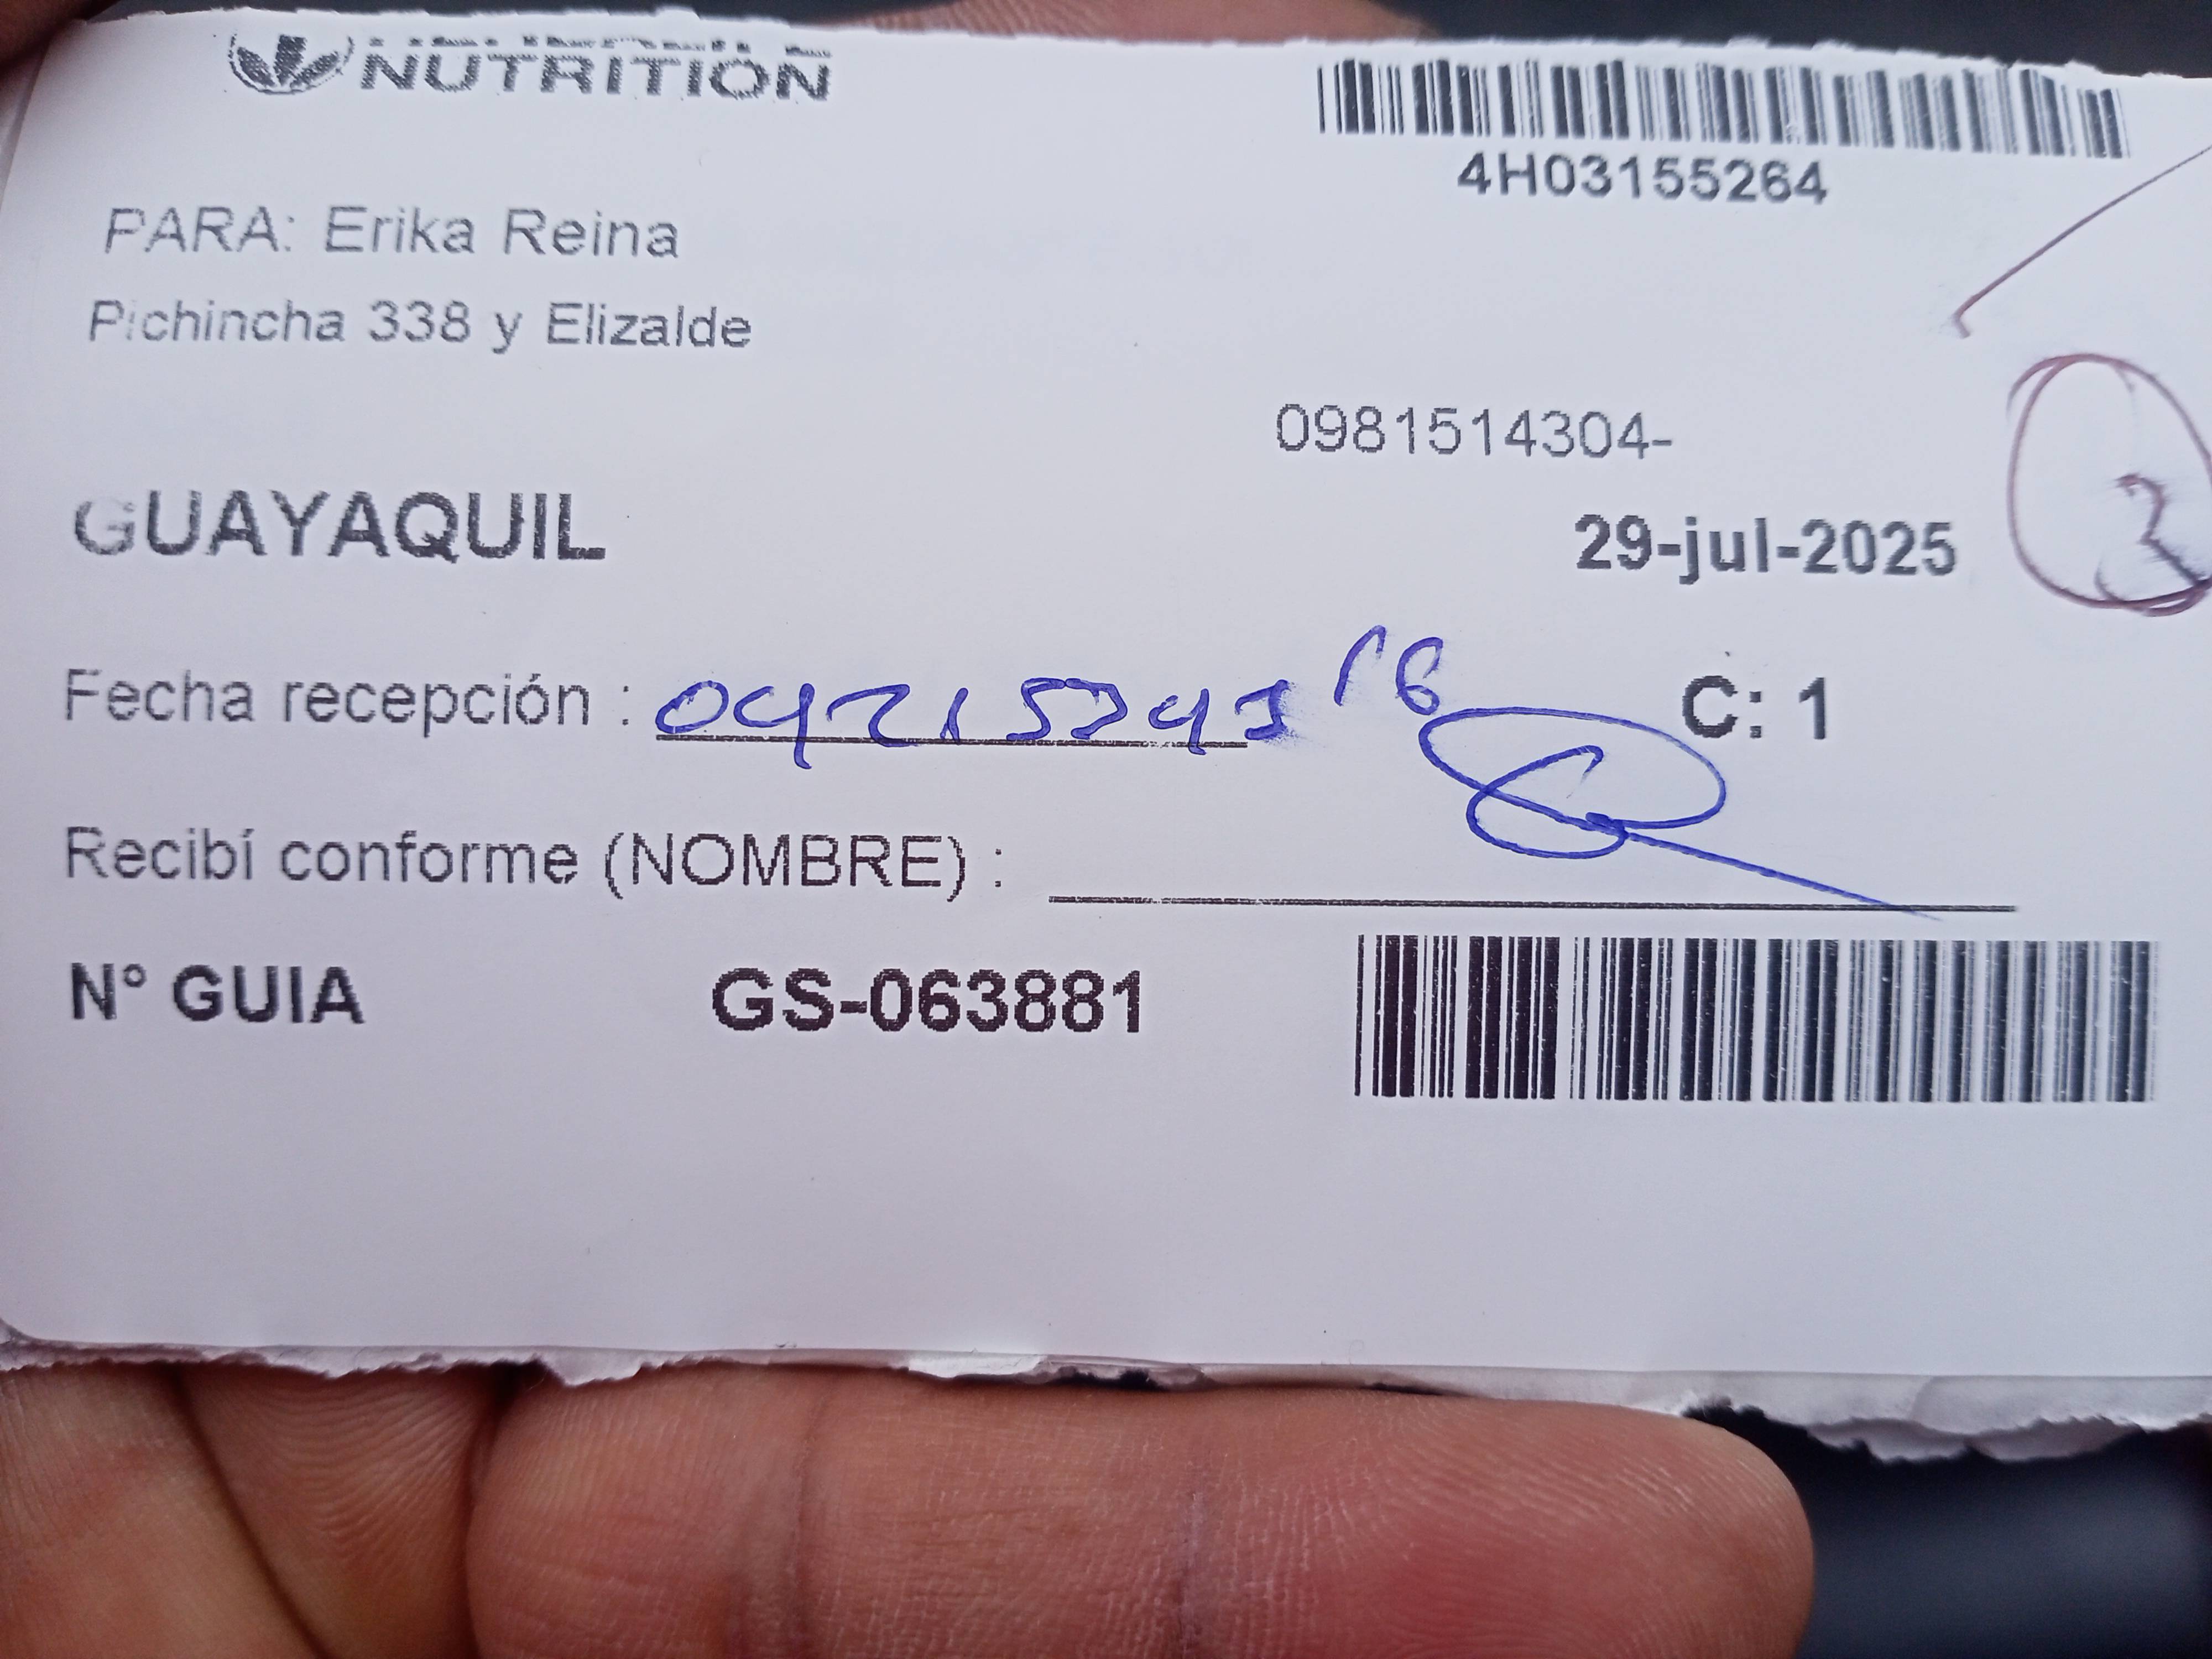 NUTRITION
4H03155264
PARA: Erika Reina
Pichincha 338 y Elizalde
0981514304-
GUAYAQUIL
29-jul-2025
2
Fecha recepción :
C: 1
Recibí conforme (NOMBRE) :
N° GUIA GS-063881